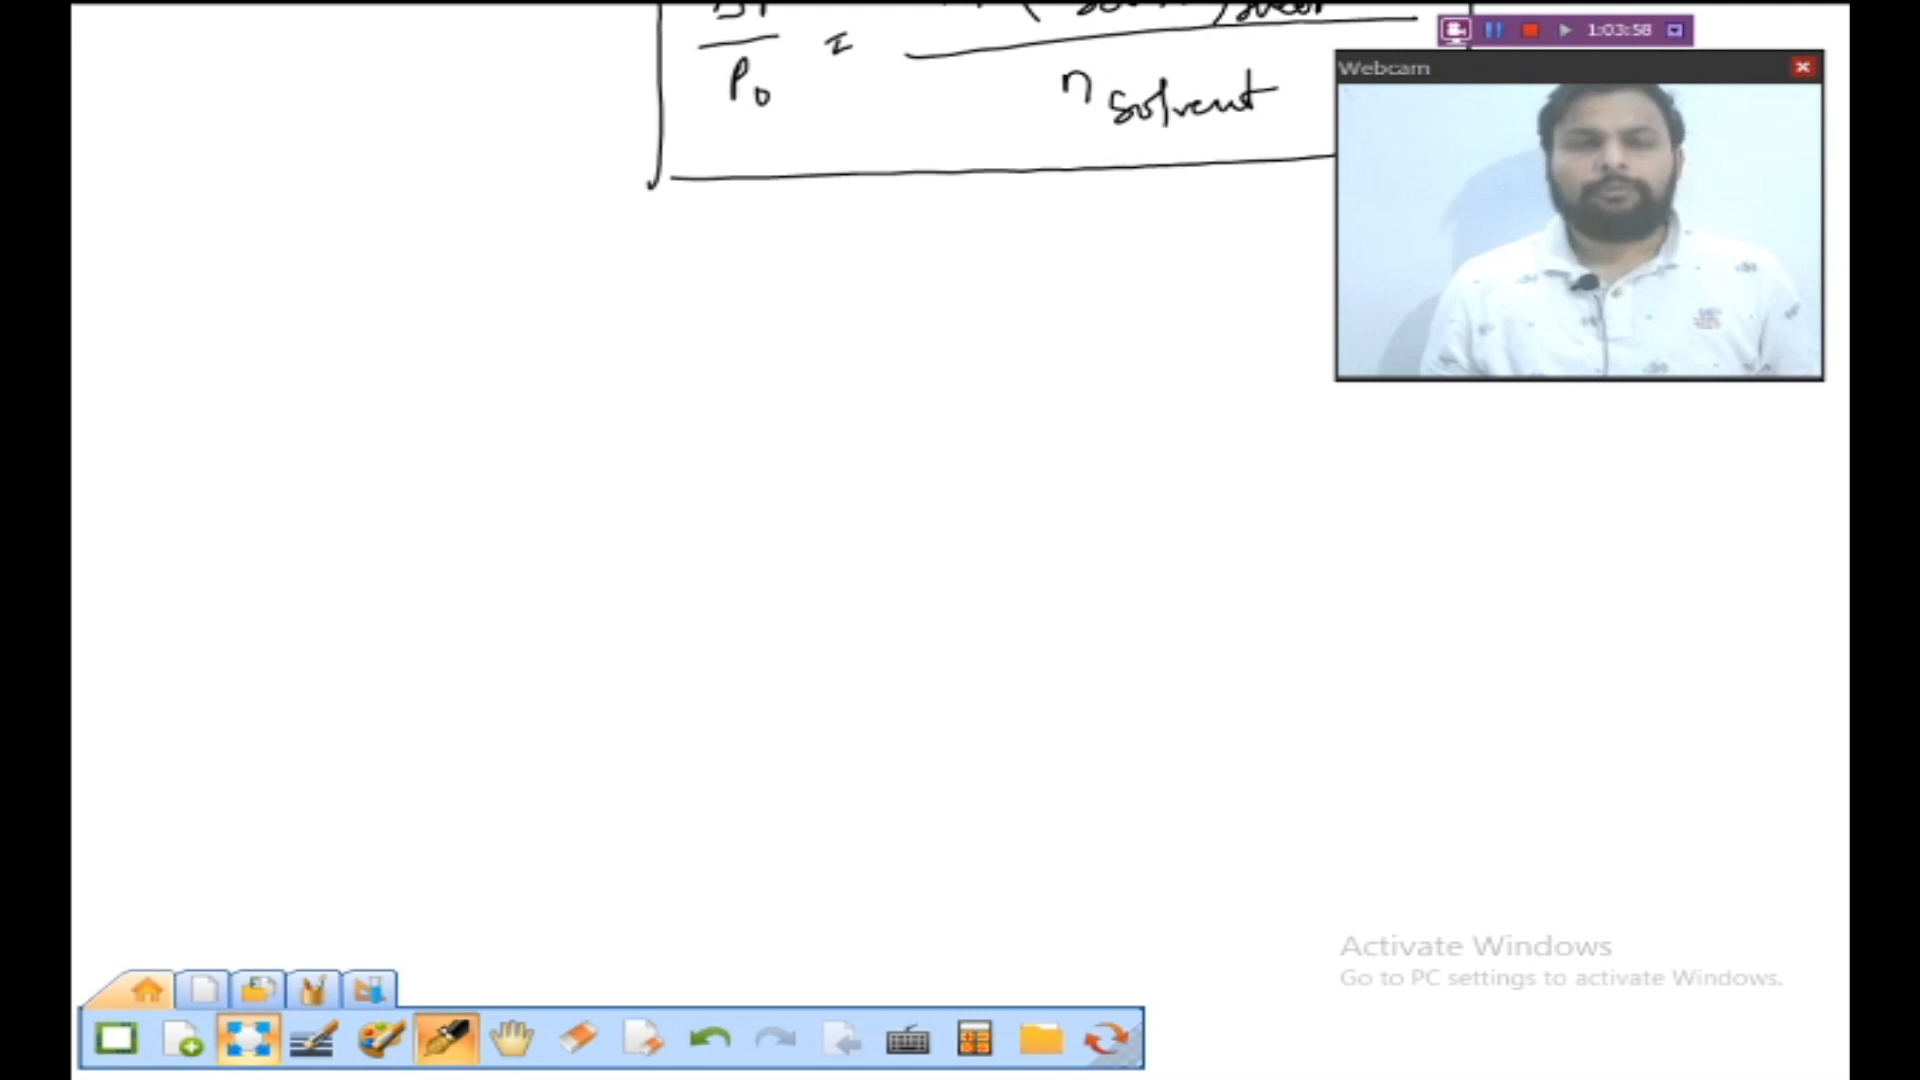 1:03:58
Webcam
P₀ =
n solvent
Activate Windows
Go to PC settings to activate Windows.